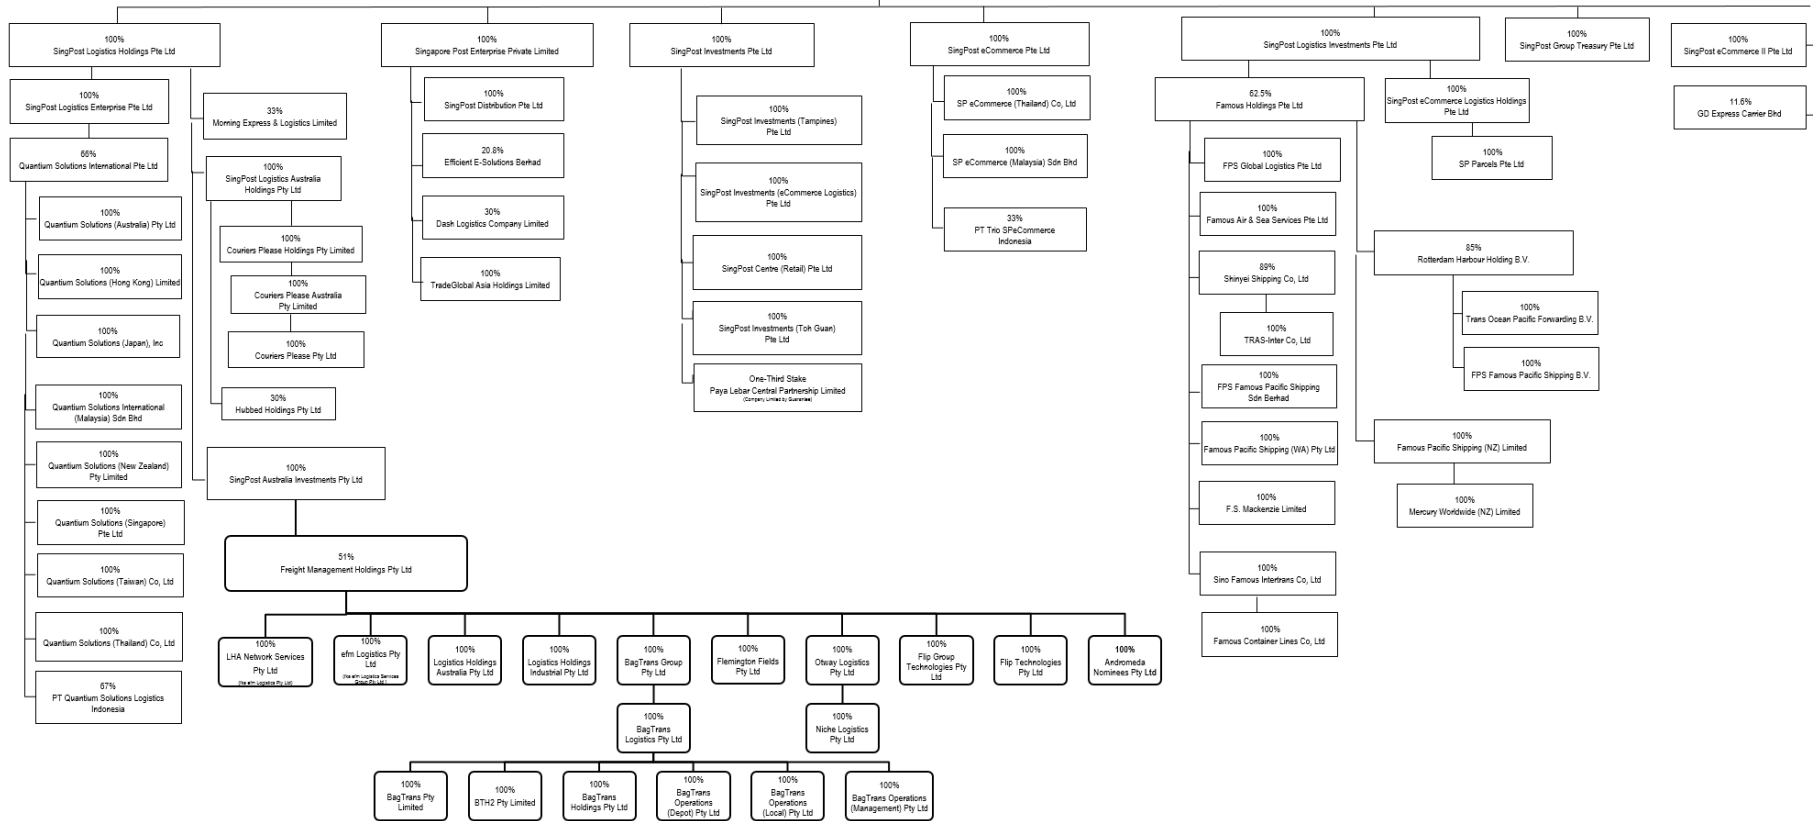 100%
SingPost Logistics Holdings Pte Ltd
100%
SingPost Logistics Enterprise Pte Ltd
66%
Quantium Solutions International Pte Ltd
100%
Quantium Solutions (Australia) Pty Ltd
100%
Quantium Solutions (Hong Kong) Limited
100%
Quantium Solutions (Japan), Inc
100%
Quantium Solutions International
(Malaysia) Sdn Bhd
100%
Quantium Solutions (New Zealand)
Pty Limited
100%
Quantium Solutions (Singapore)
Pte Ltd
100%
Quantium Solutions (Taiwan) Co, Ltd
100%
Quantium Solutions (Thailand) Co, Ltd
67%
PT Quantium Solutions Logistics
Indonesia
33%
Morning Express & Logistics Limited
100%
SingPost Logistics Australia
Holdings Pty Ltd
100%
Couriers Please Holdings Pty Limited
100%
Couriers Please Australia
Pty Limited
100%
Couriers Please Pty Ltd
30%
Hubbed Holdings Pty Ltd
100%
SingPost Australia Investments Pty Ltd
51%
Freight Management Holdings Pty Ltd
100%
LHA Network Services
Pty Ltd
(fka efm Logistics Pty Ltd)
100%
efm Logistics Pty
Ltd
(fka efm Logistics Services
Group Pty Ltd )
100%
Logistics Holdings
Australia Pty Ltd
100%
Logistics Holdings
Industrial Pty Ltd
100%
BagTrans Group
Pty Ltd
100%
Flemington Fields
Pty Ltd
100%
Otway Logistics
Pty Ltd
100%
Flip Group
Technologies Pty
Ltd
100%
Flip Technologies
Pty Ltd
100%
Andromeda
Nominees Pty Ltd
100%
BagTrans
Logistics Pty Ltd
100%
Niche Logistics
Pty Ltd
100%
BagTrans Pty
Limited
100%
BTH2 Pty Limited
100%
BagTrans
Holdings Pty Ltd
100%
BagTrans
Operations
(Depot) Pty Ltd
100%
BagTrans
Operations
(Local) Pty Ltd
100%
BagTrans Operations
(Management) Pty Ltd
100%
Singapore Post Enterprise Private Limited
100%
SingPost Distribution Pte Ltd
20.8%
Efficient E-Solutions Berhad
30%
Dash Logistics Company Limited
100%
TradeGlobal Asia Holdings Limited
100%
SingPost Investments Pte Ltd
100%
SingPost Investments (Tampines)
Pte Ltd
100%
SingPost Investments (eCommerce Logistics)
Pte Ltd
100%
SingPost Centre (Retail) Pte Ltd
100%
SingPost Investments (Toh Guan)
Pte Ltd
One-Third Stake
Paya Lebar Central Partnership Limited
(Company Limited by Guarantee)
100%
SingPost eCommerce Pte Ltd
100%
SP eCommerce (Thailand) Co, Ltd
100%
SP eCommerce (Malaysia) Sdn Bhd
33%
PT Trio SPeCommerce
Indonesia
100%
SingPost Logistics Investments Pte Ltd
62.5%
Famous Holdings Pte Ltd
100%
FPS Global Logistics Pte Ltd
100%
Famous Air & Sea Services Pte Ltd
89%
Shinyei Shipping Co, Ltd
100%
TRAS-Inter Co, Ltd
100%
FPS Famous Pacific Shipping
Sdn Berhad
100%
Famous Pacific Shipping (WA) Pty Ltd
100%
F.S. Mackenzie Limited
100%
Sino Famous Intertrans Co, Ltd
100%
Famous Container Lines Co, Ltd
100%
SingPost eCommerce Logistics Holdings
Pte Ltd
100%
SP Parcels Pte Ltd
85%
Rotterdam Harbour Holding B.V.
100%
Trans Ocean Pacific Forwarding B.V.
100%
FPS Famous Pacific Shipping B.V.
100%
Famous Pacific Shipping (NZ) Limited
100%
Mercury Worldwide (NZ) Limited
100%
SingPost Group Treasury Pte Ltd
100%
SingPost eCommerce II Pte Ltd
11.6%
GD Express Carrier Bhd